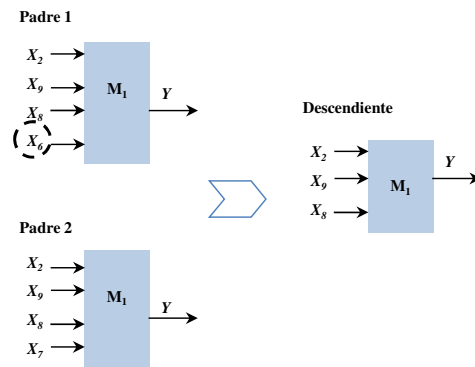 Padre 1
X2
X9
X8
X6
M1
Y
Padre 2
X2
X9
X8
X7
M1
Y
Descendiente
X2
X9
X8
M1
Y